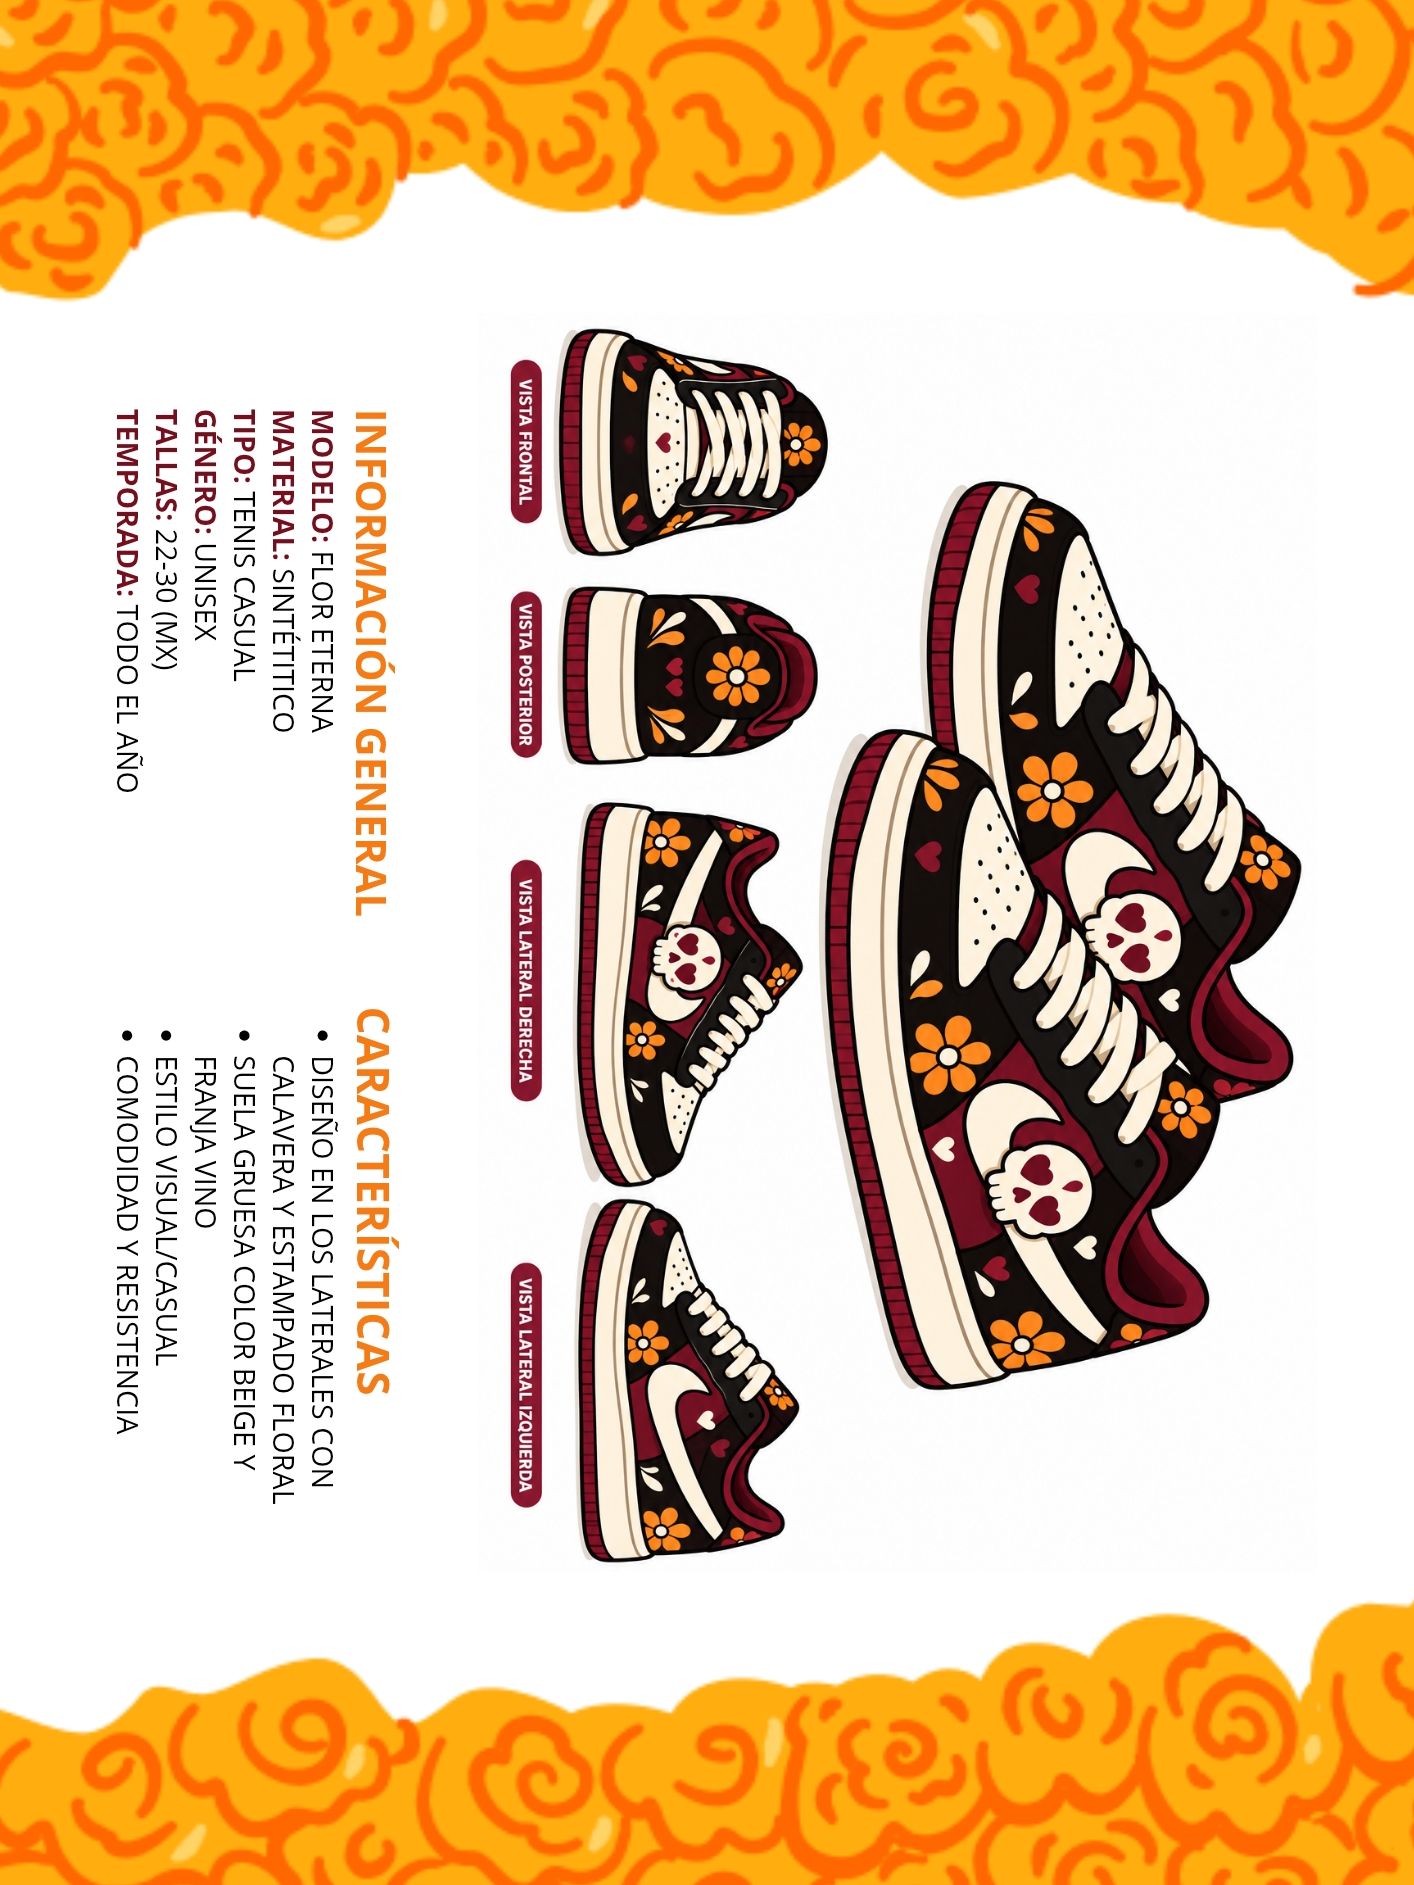 VISTA FRONTAL
VISTA POSTERIOR
VISTA LATERAL DERECHA
VISTA LATERAL IZQUIERDA
INFORMACIÓN GENERAL
MODELO: FLOR ETERNA
MATERIAL: SINTÉTITICO
TIPO: TENIS CASUAL
GÉNERO: UNISEX
TALLAS: 22-30 (MX)
TEMPORADA: TODO EL AÑO
CARACTERÍSTICAS
• DISEÑO EN LOS LATERALES CON
CALAVERA Y ESTAMPADO FLORAL
• SUELA GRUESA COLOR BEIGE Y
FRANJA VINO
• ESTILO VISUAL/CASUAL
• COMODIDAD Y RESISTENCIA